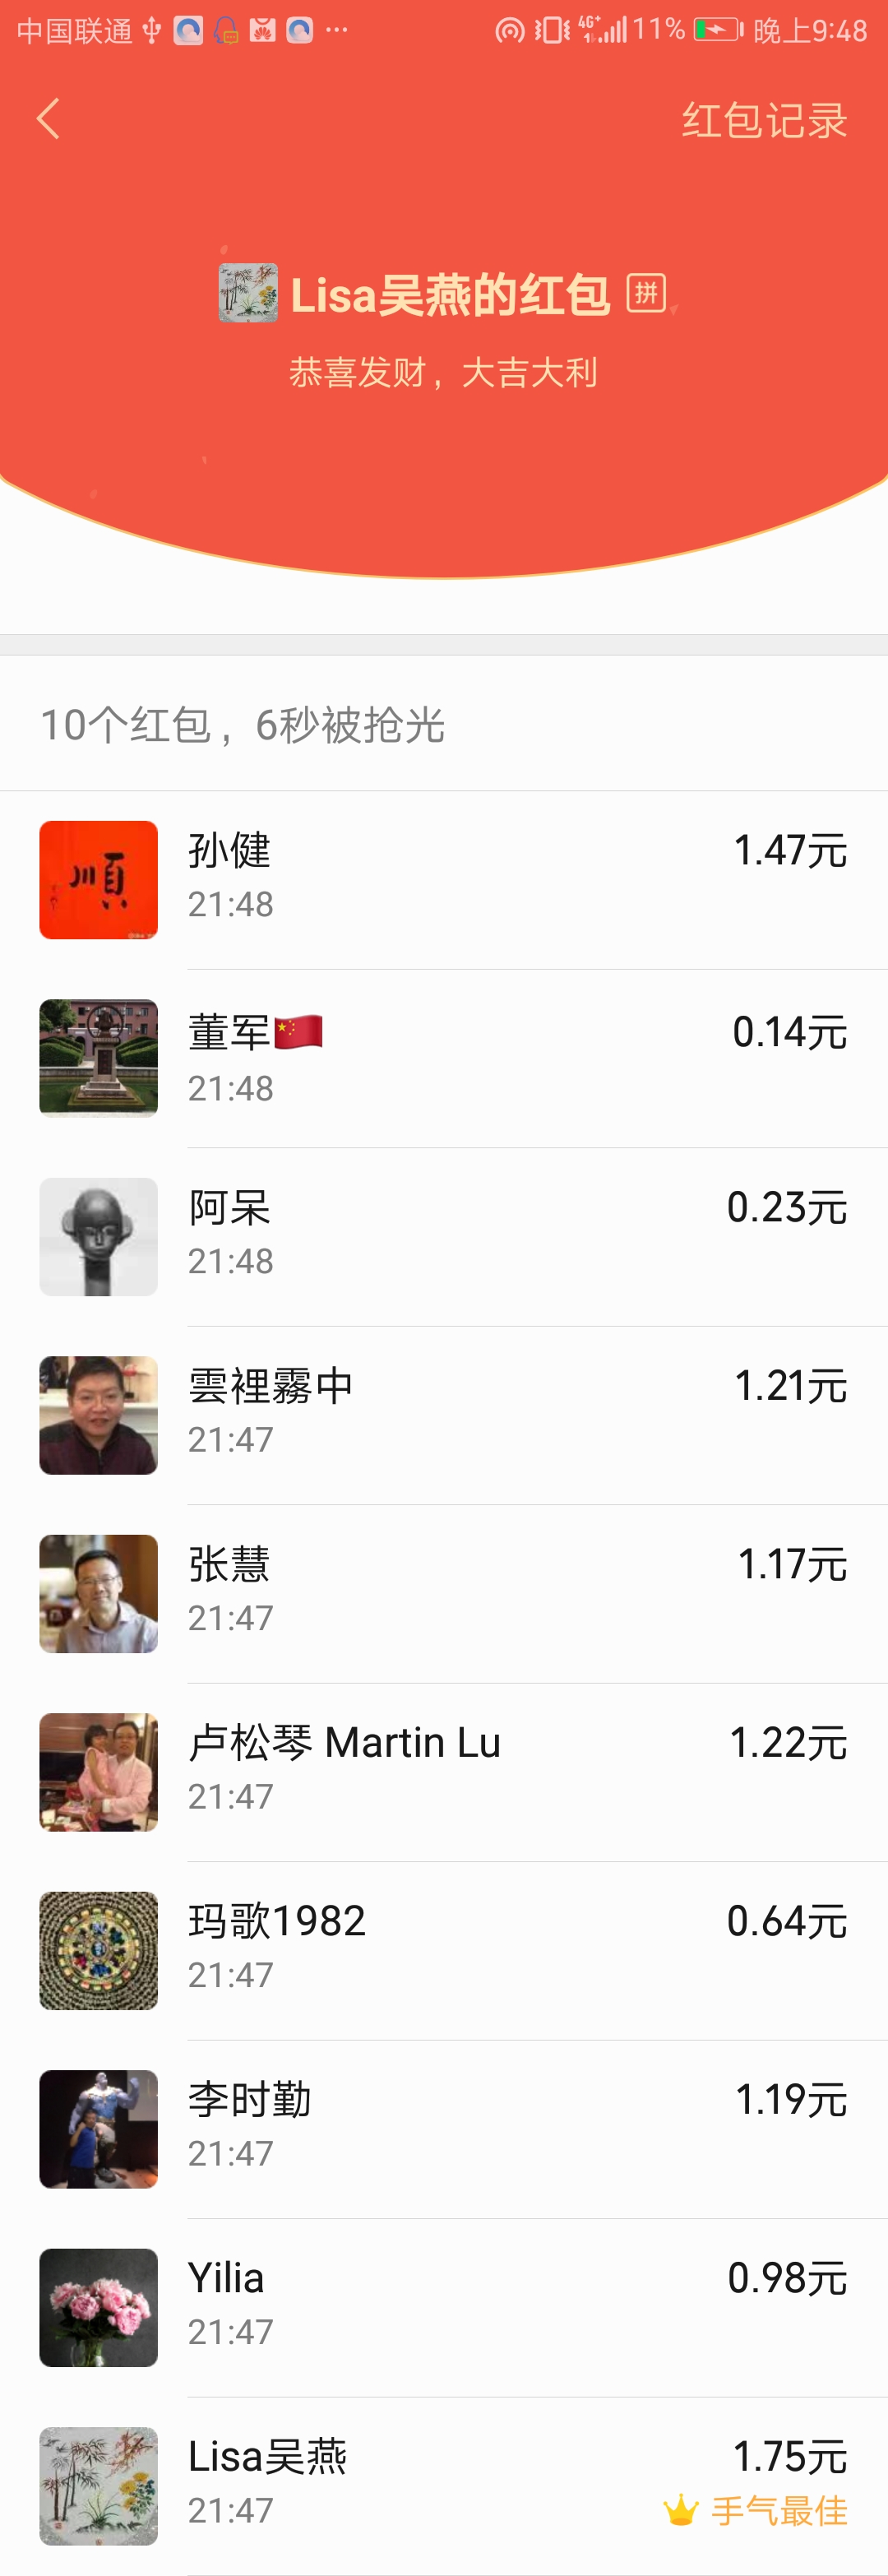 中国联通 4G+ 11% 晚上9:48
红包记录
Lisa吴燕的红包 拼
恭喜发财，大吉大利
10个红包，6秒被抢光
孙健 1.47元
21:48
董军🇨🇳 0.14元
21:48
阿呆 0.23元
21:48
雲裡霧中 1.21元
21:47
张慧 1.17元
21:47
卢松琴 Martin Lu 1.22元
21:47
玛歌1982 0.64元
21:47
李时勤 1.19元
21:47
Yilia 0.98元
21:47
Lisa吴燕 1.75元
21:47 手气最佳
順